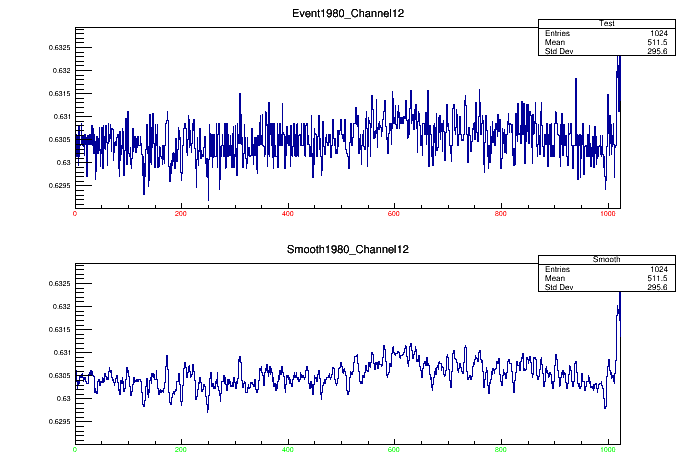 Event1980_Channel12
Test
Entries 1024
Mean 511.5
Std Dev 295.6
0.6325
0.632
0.6315
0.631
0.6305
0.63
0.6295
0 200 400 600 800 1000
Smooth1980_Channel12
Smooth
Entries 1024
Mean 511.5
Std Dev 295.6
0.6325
0.632
0.6315
0.631
0.6305
0.63
0.6295
0 200 400 600 800 1000